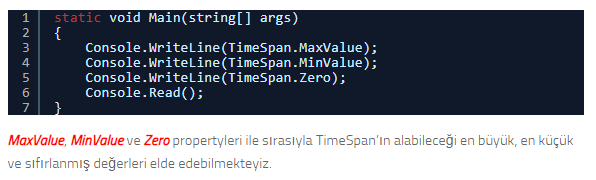 1 static void Main(string[] args)
2 {
3 Console.WriteLine(TimeSpan.MaxValue);
4 Console.WriteLine(TimeSpan.MinValue);
5 Console.WriteLine(TimeSpan.Zero);
6 Console.Read();
7 }
MaxValue, MinValue ve Zero propertyleri ile sırasıyla TimeSpan'ın alabileceği en büyük, en küçük
ve sıfırlanmış değerleri elde edebilmekteyiz.